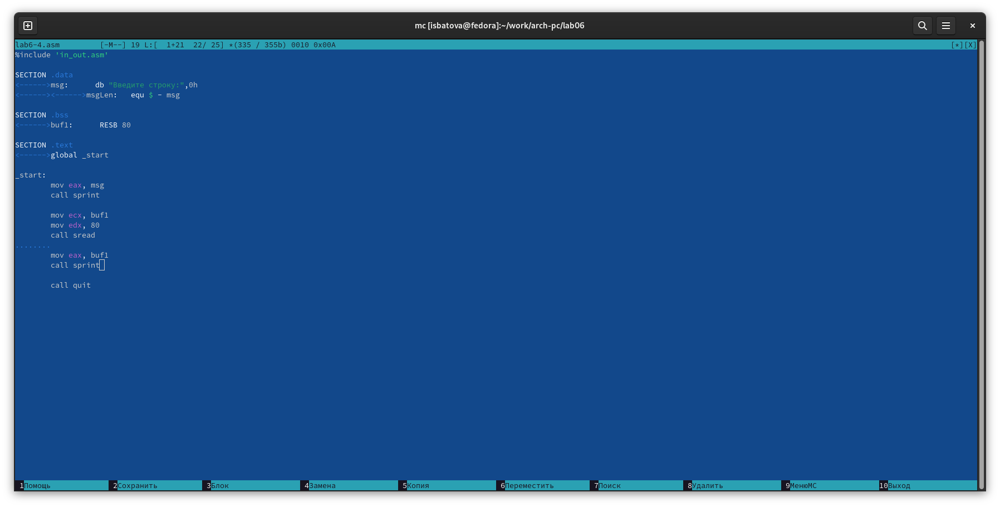 mc [isbatova@fedora]:~/work/arch-pc/lab06
lab6-4.asm         [-M--] 19 L:[  1+21  22/ 25] *(335 / 355b) 0010 0x00A [*][X]
%include 'in_out.asm'
SECTION .data
<------>msg:      db "Введите строку:",0h
<------><------>msgLen:   equ $ - msg
SECTION .bss
<------>buf1:      RESB 80
SECTION .text
<------>global _start
_start:
        mov eax, msg
        call sprint
        mov ecx, buf1
        mov edx, 80
        call sread
........
        mov eax, buf1
        call sprint
        call quit
1Помощь 2Сохранить 3Блок 4Замена 5Копия 6Переместить 7Поиск 8Удалить 9МенюMC 10Выход